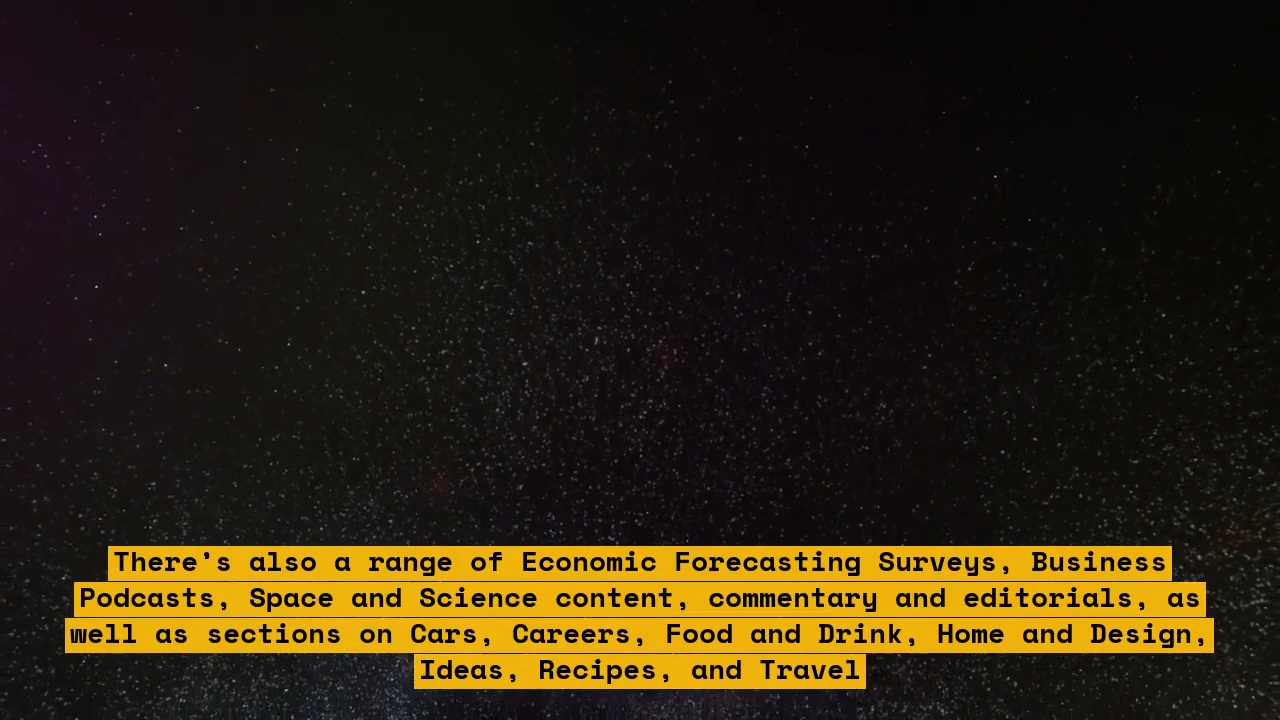 There's also a range of Economic Forecasting Surveys, Business
Podcasts, Space and Science content, commentary and editorials, as
well as sections on Cars, Careers, Food and Drink, Home and Design,
Ideas, Recipes, and Travel